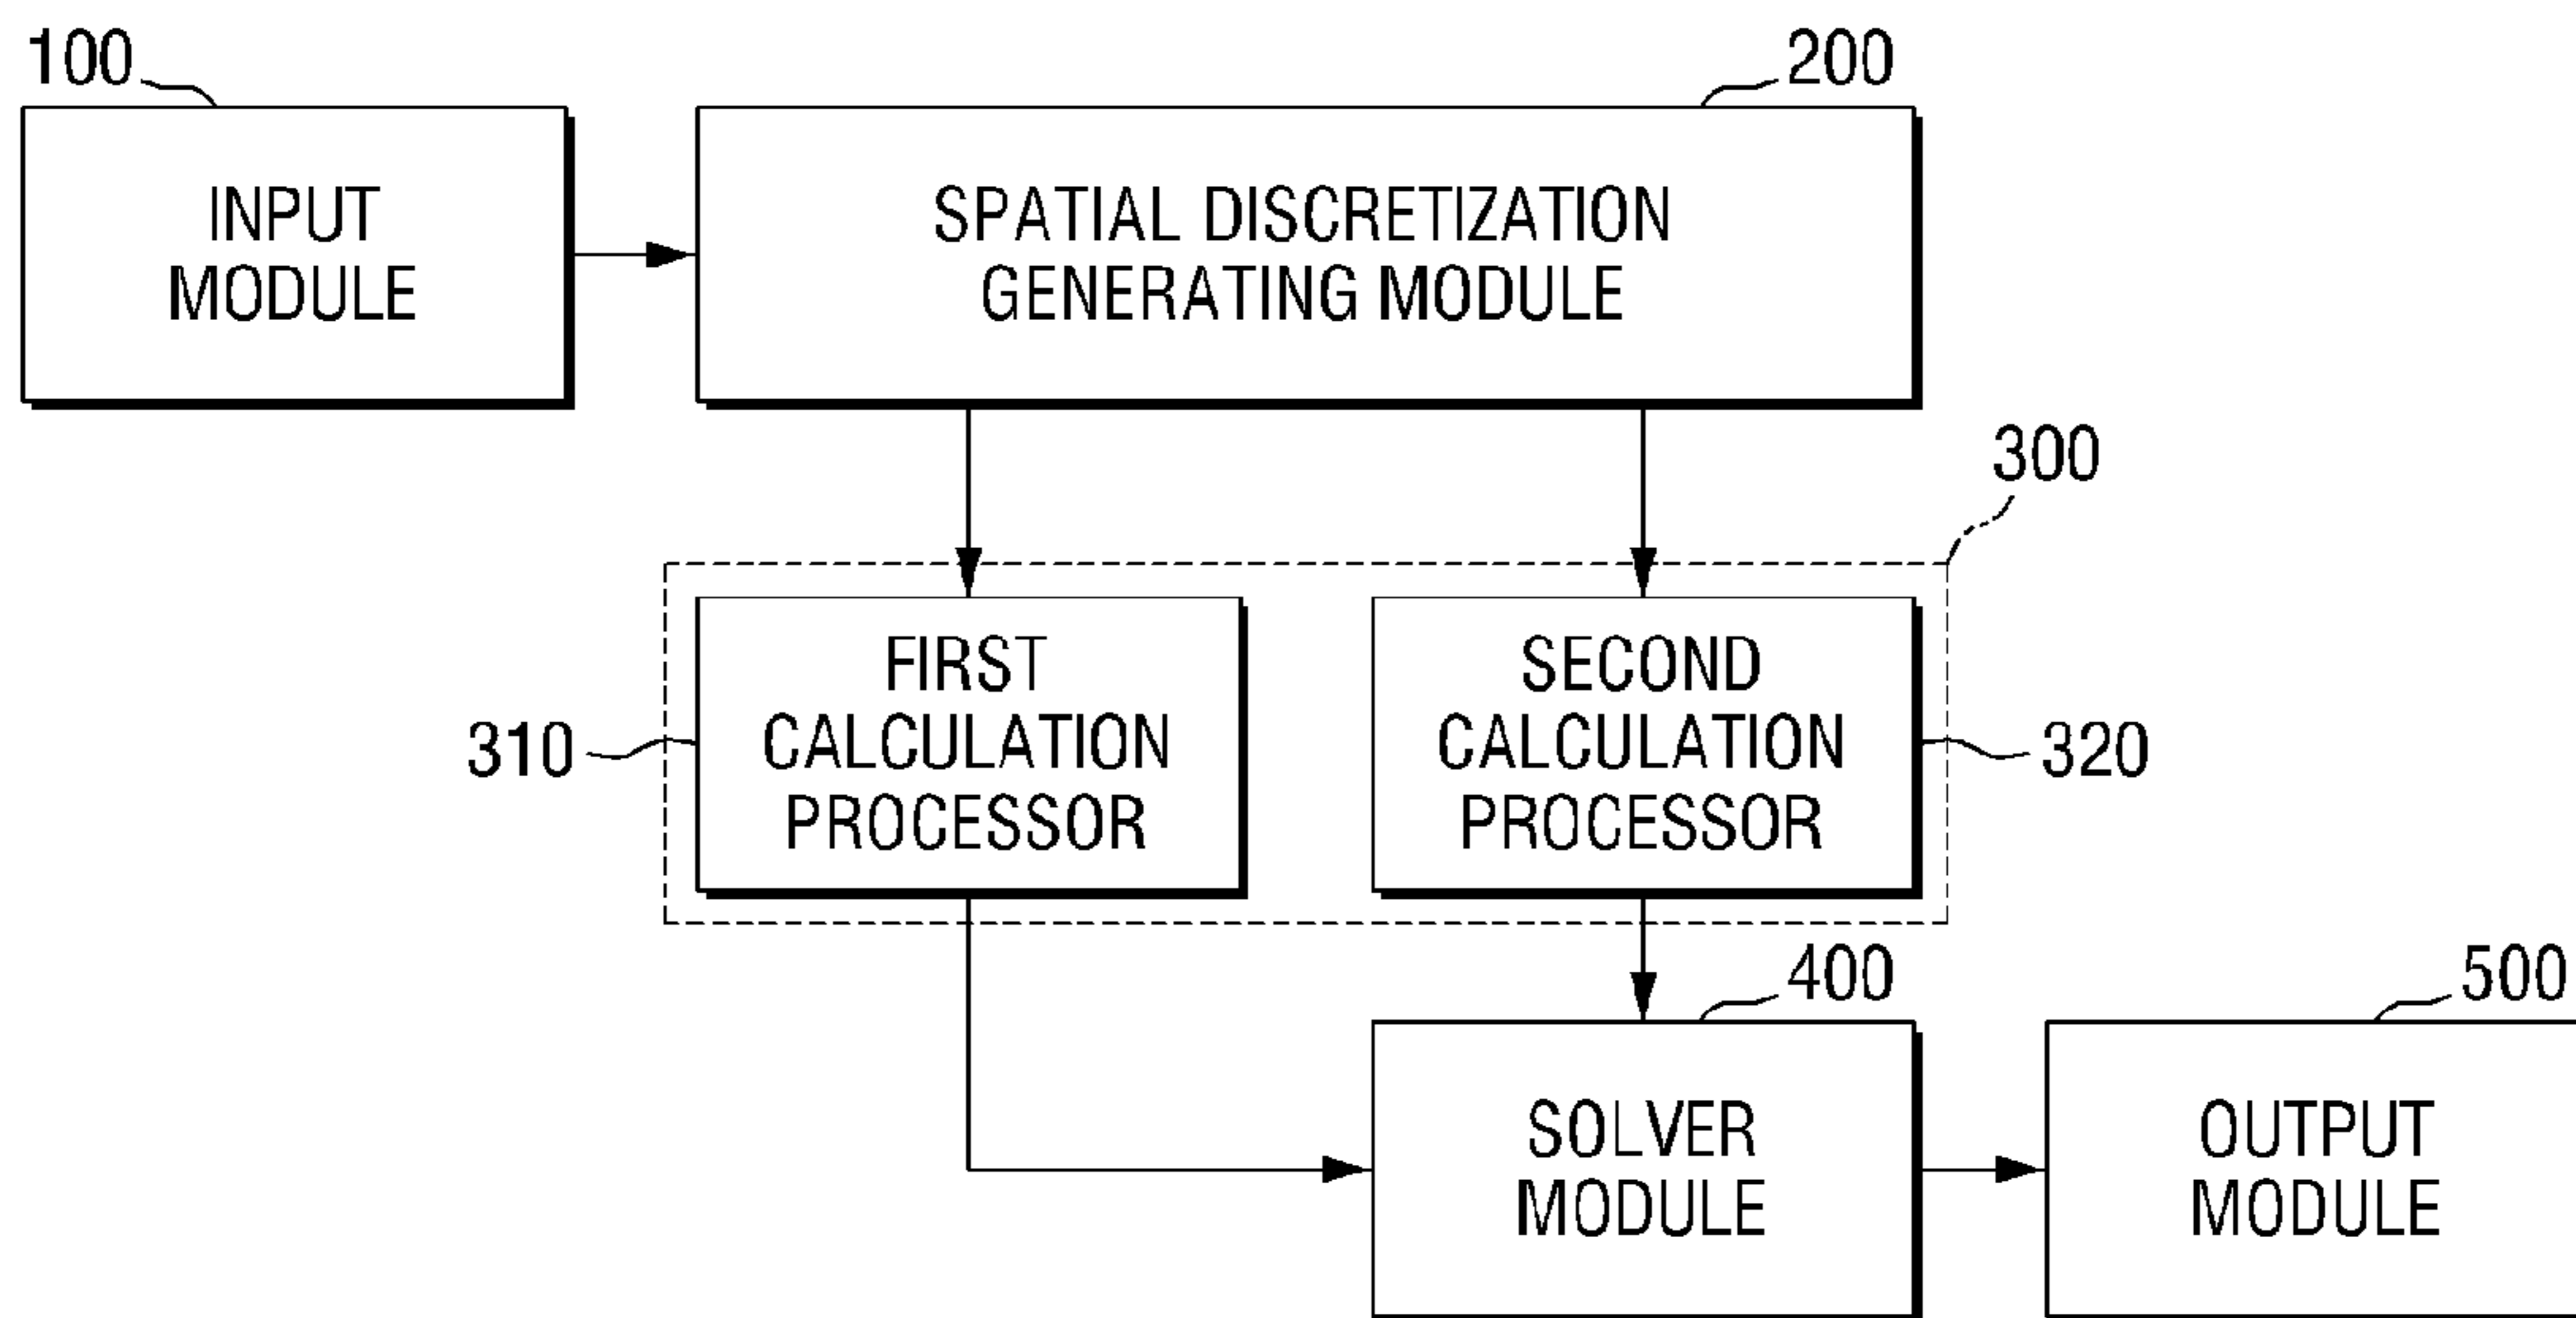 100
200
INPUT
MODULE
SPATIAL DISCRETIZATION
GENERATING MODULE
300
FIRST
CALCULATION
PROCESSOR
310
SECOND
CALCULATION
PROCESSOR
320
400
500
SOLVER
MODULE
OUTPUT
MODULE